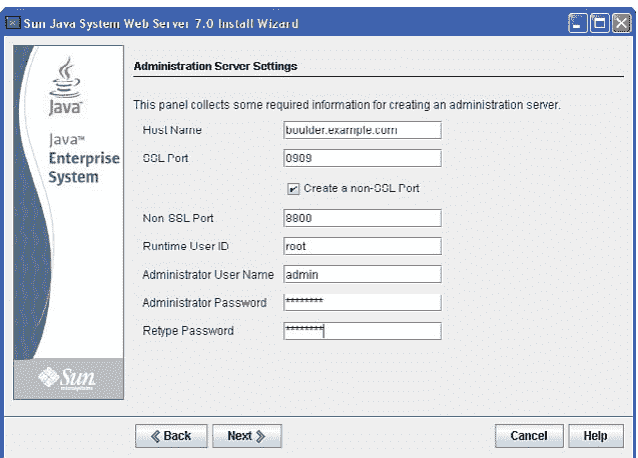 Sun Java System Web Server 7.0 Install Wizard
Java
Java™
Enterprise
System
Sun
microsystems
Administration Server Settings
This panel collects some required information for creating an administration server.
Host Name boulder.example.com
SSL Port 8989
Create a non-SSL Port
Non SSL Port 8800
Runtime User ID root
Administrator User Name admin
Administrator Password ********
Retype Password ********
Back Next Cancel Help